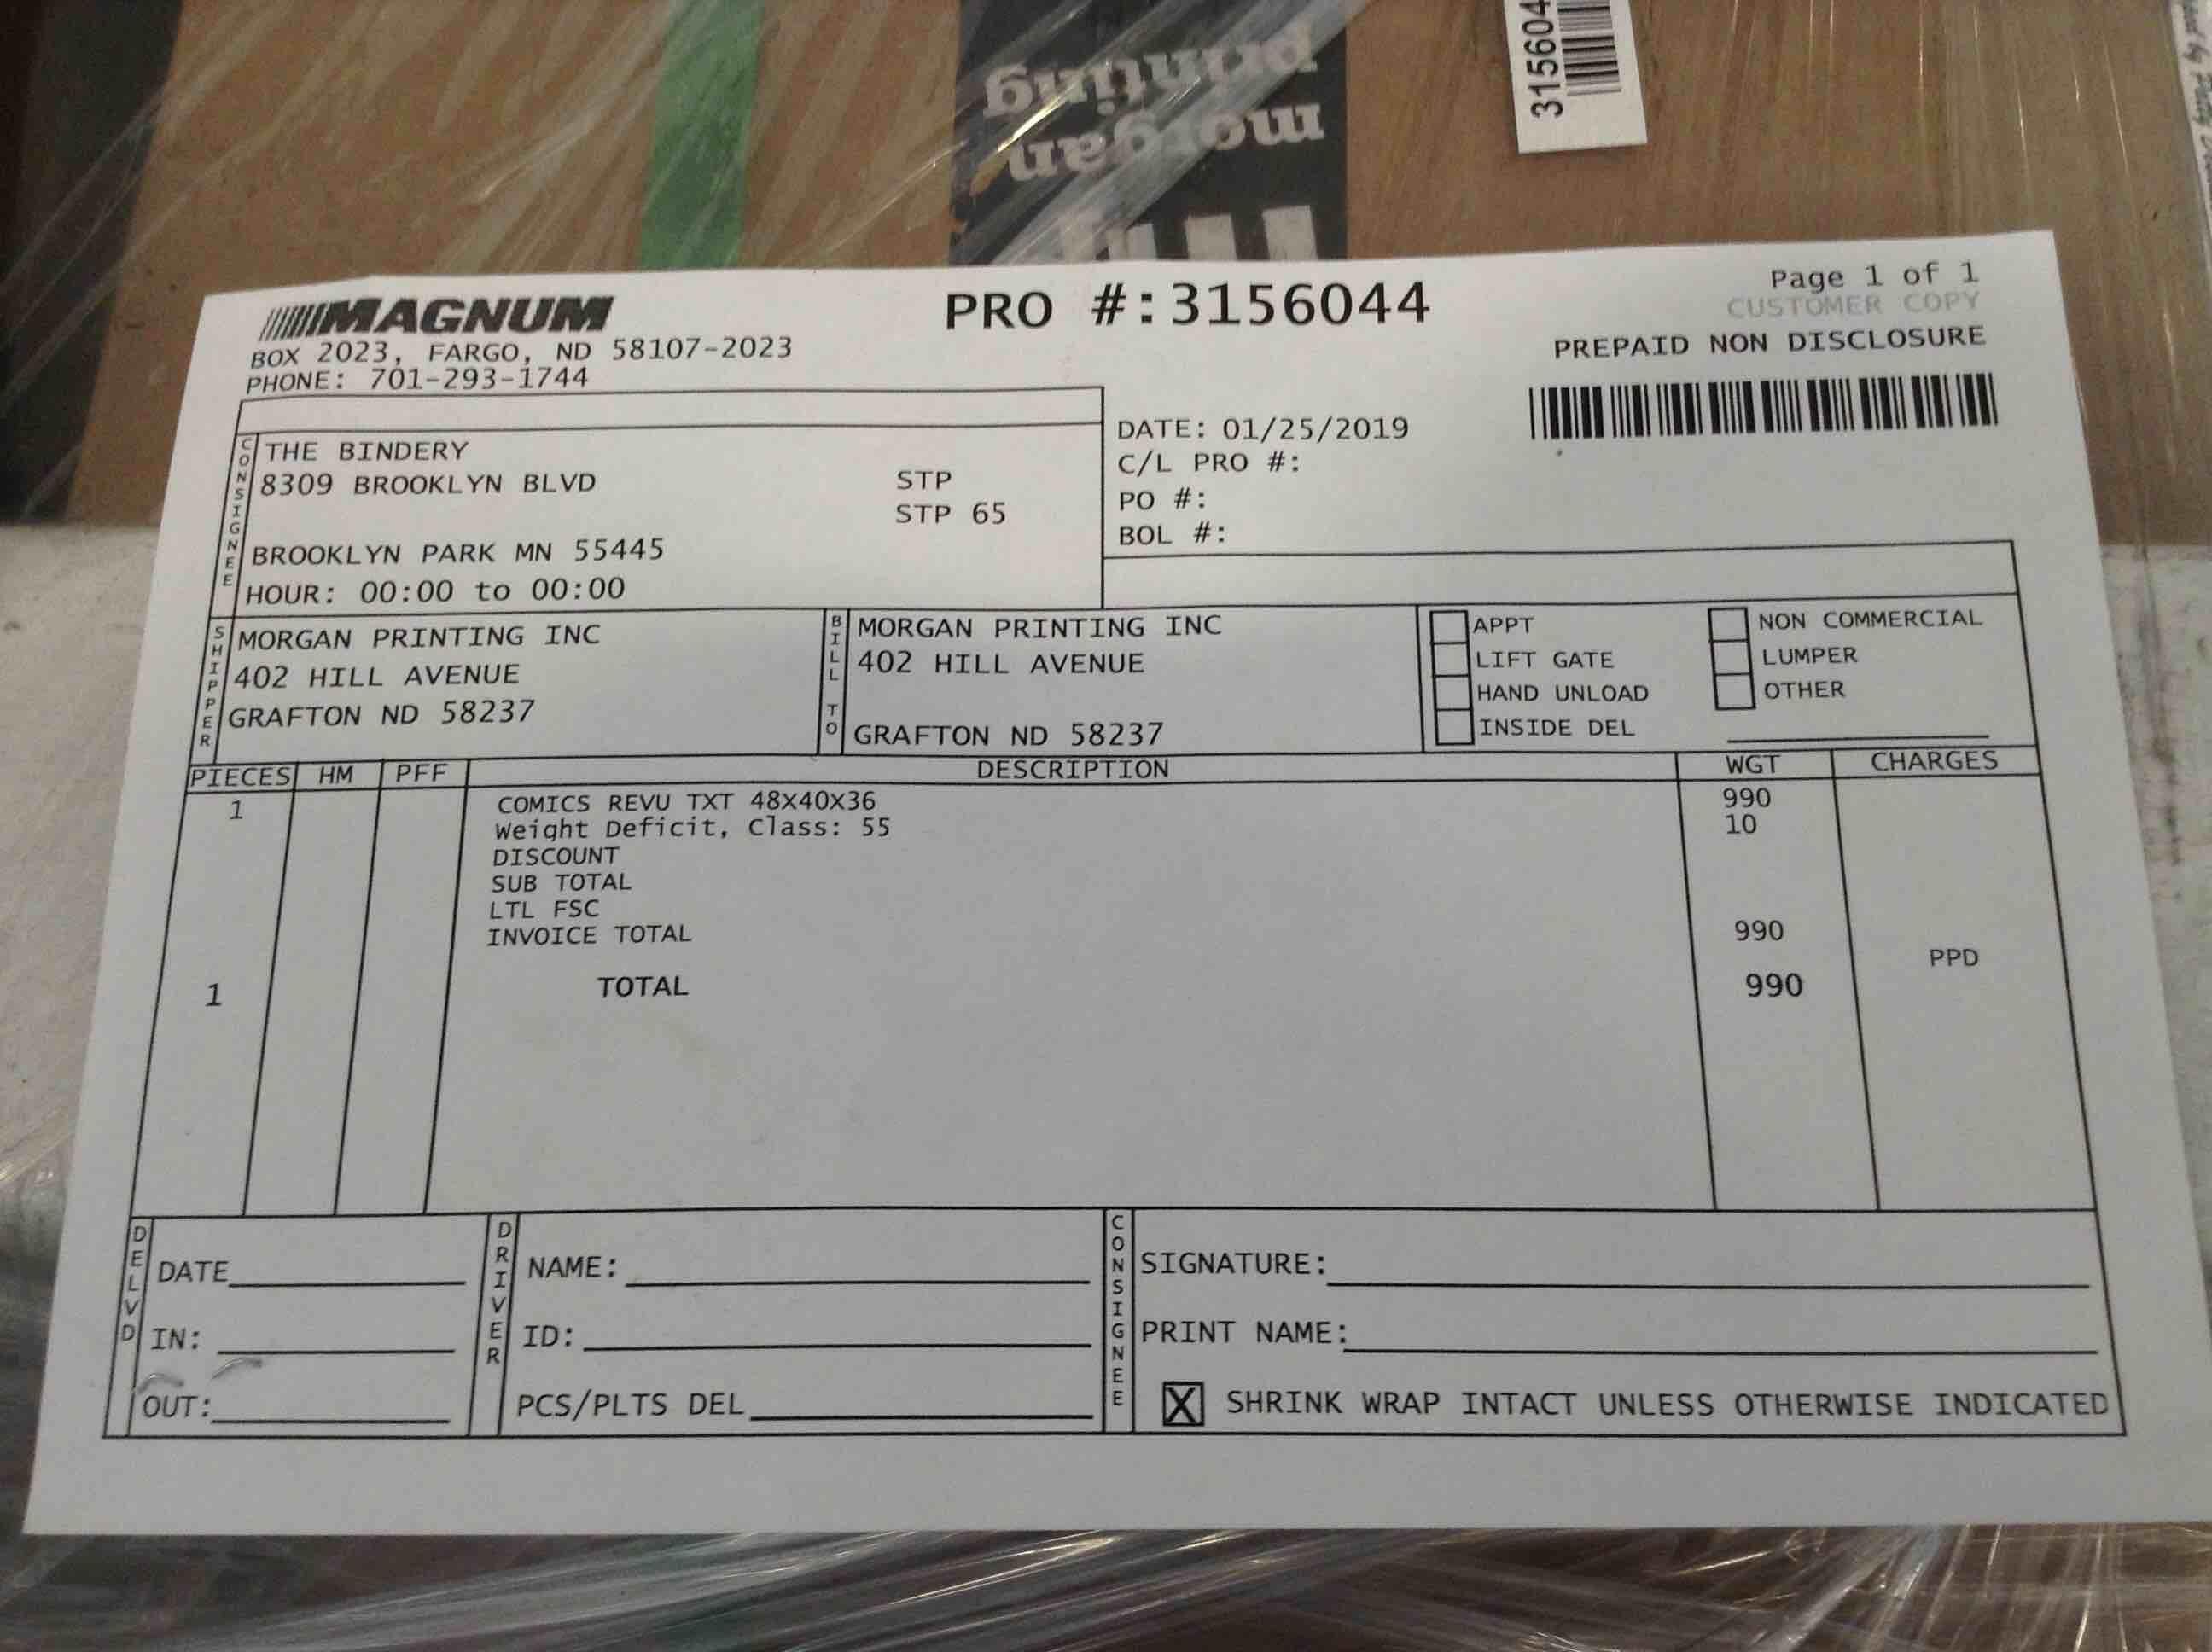 morgan
printing
315604
MAGNUM
BOX 2023, FARGO, ND 58107-2023
PHONE: 701-293-1744
PRO #:3156044
Page 1 of 1
CUSTOMER COPY
PREPAID NON DISCLOSURE
CONSIGNEE
THE BINDERY
8309 BROOKLYN BLVD
STP
STP 65
BROOKLYN PARK MN 55445
HOUR: 00:00 to 00:00
DATE: 01/25/2019
C/L PRO #:
PO #:
BOL #:
SHIPPER
MORGAN PRINTING INC
402 HILL AVENUE
GRAFTON ND 58237
BILL TO
MORGAN PRINTING INC
402 HILL AVENUE
GRAFTON ND 58237
APPT
LIFT GATE
HAND UNLOAD
INSIDE DEL
NON COMMERCIAL
LUMPER
OTHER
PIECES HM PFF DESCRIPTION WGT CHARGES
1 COMICS REVU TXT 48X40X36 990
Weight Deficit, Class: 55 10
DISCOUNT
SUB TOTAL
LTL FSC
INVOICE TOTAL 990
PPD
1 TOTAL 990
DELVD
DATE
IN:
OUT:
DRIVER
NAME:
ID:
PCS/PLTS DEL
CONSIGNEE
SIGNATURE:
PRINT NAME:
X SHRINK WRAP INTACT UNLESS OTHERWISE INDICATED